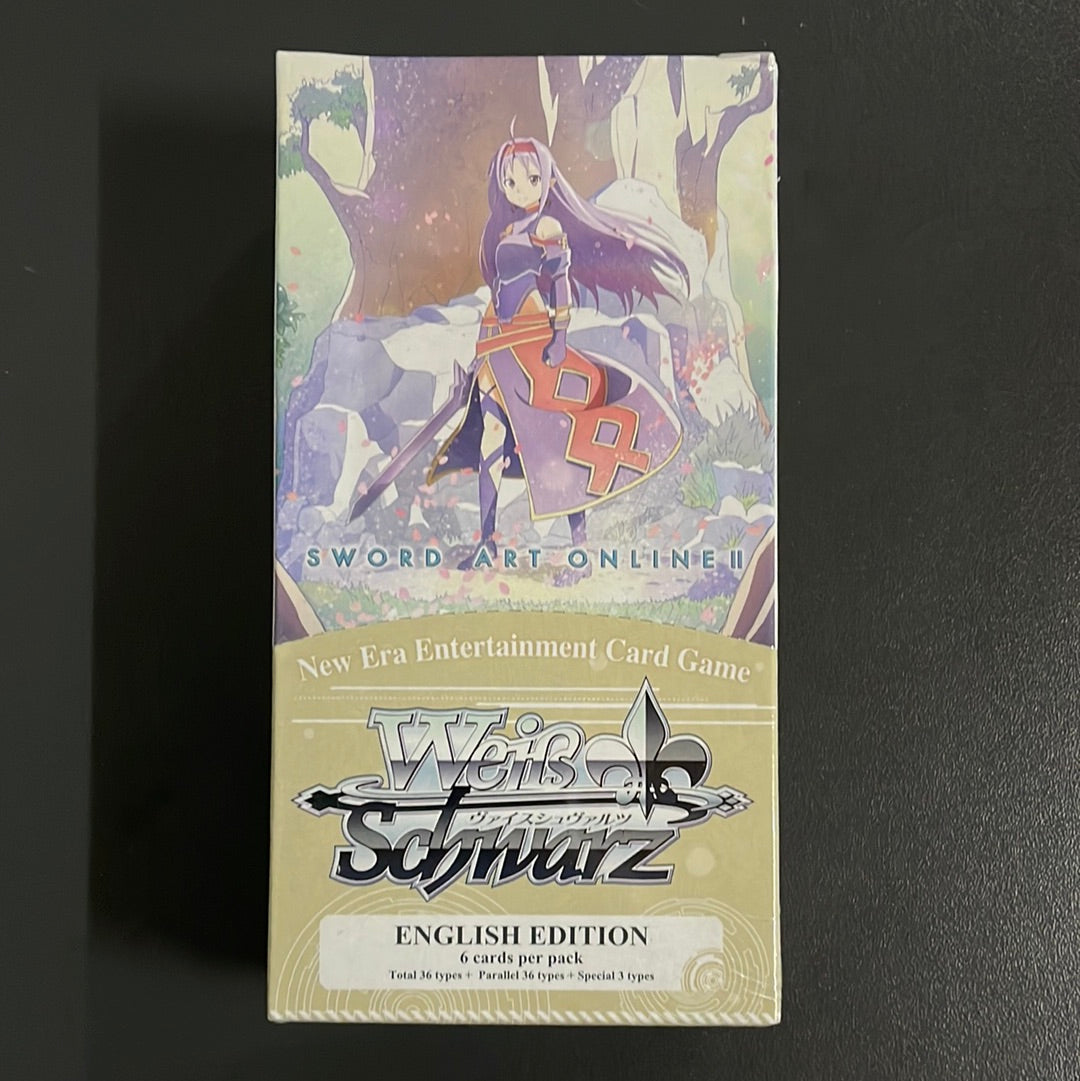 SWORD ART ONLINE II
New Era Entertainment Card Game
Weiß
ヴァイスシュヴァルツ
Schwarz
ENGLISH EDITION
6 cards per pack
Total 36 types + Parallel 36 types + Special 3 types